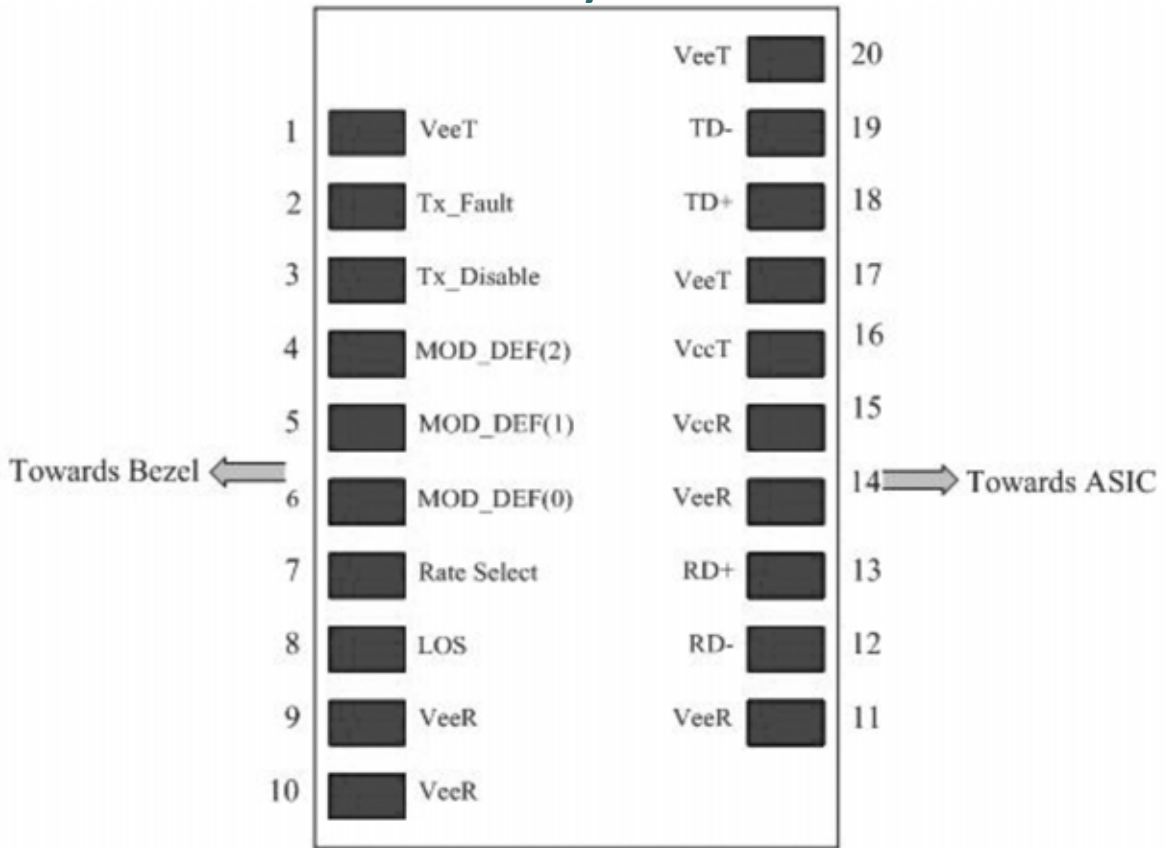 VeeT 20
1 VeeT TD- 19
2 Tx_Fault TD+ 18
3 Tx_Disable VeeT 17
4 MOD_DEF(2) VccT 16
5 MOD_DEF(1) VccR 15
Towards Bezel 6 MOD_DEF(0) VeeR 14 Towards ASIC
7 Rate Select RD+ 13
8 LOS RD- 12
9 VeeR VeeR 11
10 VeeR